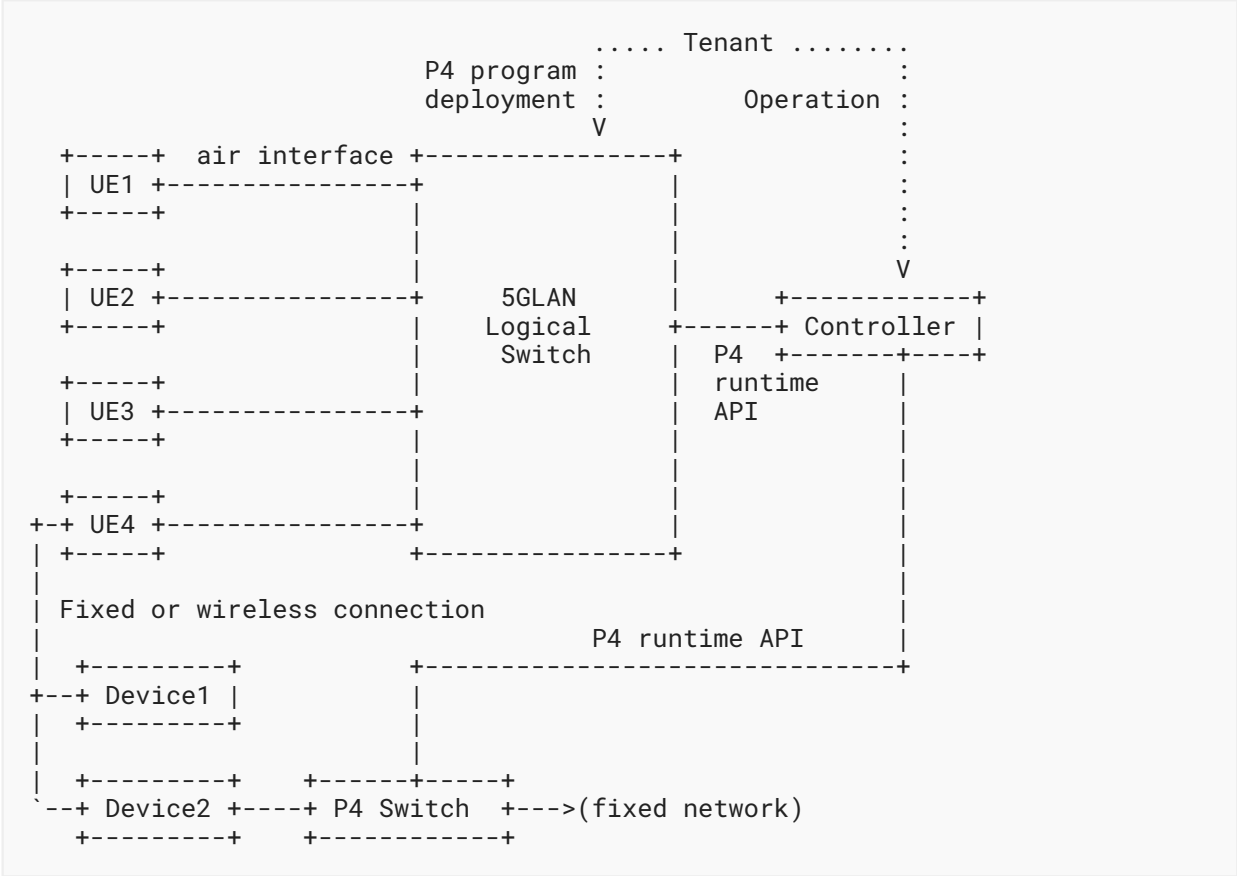 ..... Tenant ........
P4 program :                    :
deployment :         Operation :
V                   :
+-----+  air interface +----------------+              :
| UE1 +----------------+                |              :
+-----+                |                |              :
|                |              :
+-----+                |                |              V
| UE2 +----------------+     5GLAN      |      +------------+
+-----+                |    Logical     +------+ Controller |
|     Switch     |  P4  +-------+----+
+-----+                |                |  runtime     |
| UE3 +----------------+                |  API         |
+-----+                |                |              |
|                |              |
+-----+                |                |              |
+-+ UE4 +----------------+                |              |
| +-----+                +----------------+              |
|                                                        |
| Fixed or wireless connection                           |
|                                    P4 runtime API      |
|  +---------+           +-------------------------------+
+--+ Device1 |           |
|  +---------+           |
|                        |
|  +---------+    +------+-----+
`--+ Device2 +----+ P4 Switch  +--->(fixed network)
+---------+    +------------+